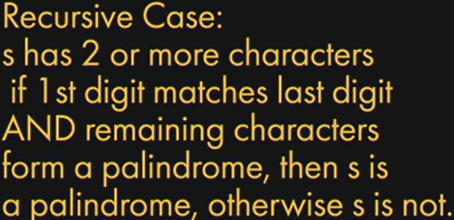 Recursive Case:
s has 2 or more characters
if 1st digit matches last digit
AND remaining characters
form a palindrome, then s is
a palindrome, otherwise s is not.